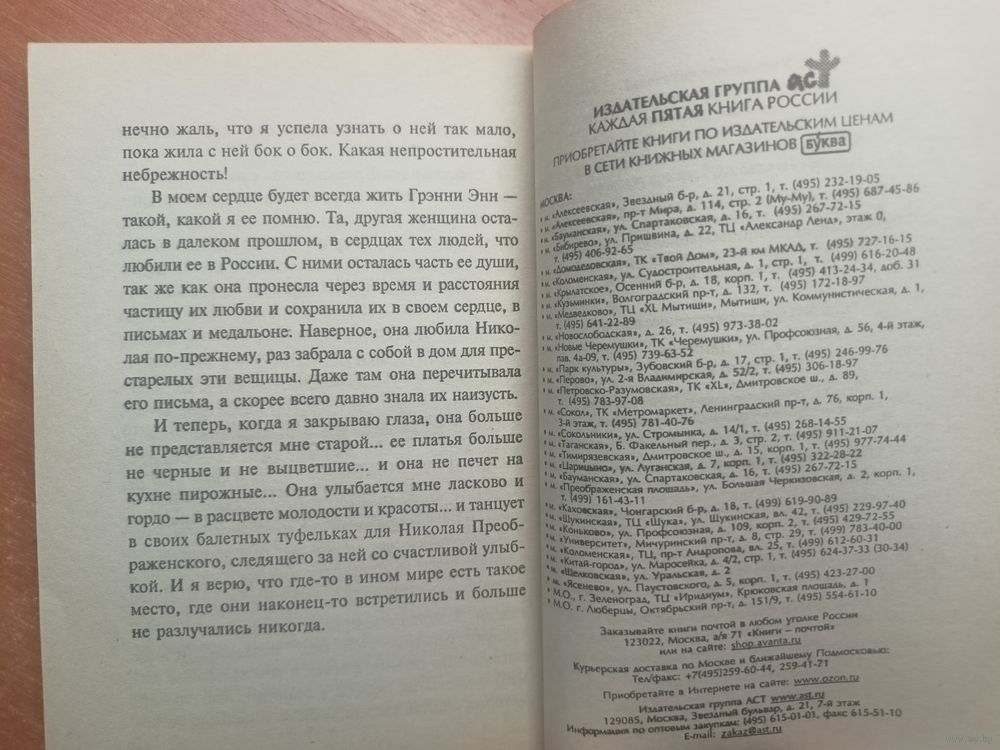 нечно жаль, что я успела узнать о ней так мало,
пока жила с ней бок о бок. Какая непростительная
небрежность!
В моем сердце будет всегда жить Грэнни Энн —
такой, какой я ее помню. Та, другая женщина оста-
лась в далеком прошлом, в сердцах тех людей, что
любили ее в России. С ними осталась часть ее души,
так же как она пронесла через время и расстояния
частицу их любви и сохранила их в своем сердце, в
письмах и медальоне. Наверное, она любила Нико-
лая по-прежнему, раз забрала с собой в дом для пре-
старелых эти вещицы. Даже там она перечитывала
его письма, а скорее всего давно знала их наизусть.
И теперь, когда я закрываю глаза, она больше
не представляется мне старой... ее платья больше
не черные и не выцветшие... и она не печет на
кухне пирожные... Она улыбается мне ласково и
гордо — в расцвете молодости и красоты... и танцует
в своих балетных туфельках для Николая Преоб-
раженского, следящего за ней со счастливой улыб-
кой. И я верю, что где-то в ином мире есть такое
место, где они наконец-то встретились и больше
не разлучались никогда.
ИЗДАТЕЛЬСКАЯ ГРУППА аст
КАЖДАЯ ПЯТАЯ КНИГА РОССИИ
ПРИОБРЕТАЙТЕ КНИГИ ПО ИЗДАТЕЛЬСКИМ ЦЕНАМ
В СЕТИ КНИЖНЫХ МАГАЗИНОВ Буква
МОСКВА:
• м. «Алексеевская», Звездный б-р, д. 21, стр. 1, т. (495) 232-19-05
• м. «Алексеевская», пр-т Мира, д. 114, стр. 2 (Му-Му), т. (495) 687-45-86
• м. «Бауманская», ул. Спартаковская, д. 16, т. (495) 267-72-15
• м. «Бибирево», ул. Пришвина, д. 22, ТЦ «Александр Ленд», этаж 0,
т. (495) 406-92-65
• м. «Домодедовская», ТК «Твой Дом», 23-й км МКАД, т. (495) 727-16-15
• м. «Коломенская», ул. Судостроительная, д. 1, стр. 1, т. (499) 616-20-48
• м. «Крылатское», Осенний б-р, д. 18, корп. 1, т. (495) 413-24-34, доб. 31
• м. «Кузьминки», Волгоградский пр-т, д. 132, т. (495) 172-18-97
• м. «Медведково», ТЦ «XL Мытищи», Мытищи, ул. Коммунистическая, д. 1,
т. (495) 641-22-89
• м. «Новослободская», д. 26, т. (495) 973-38-02
• м. «Новые Черемушки», ТК «Черемушки», ул. Профсоюзная, д. 56, 4-й этаж,
пав. 4а-09, т. (495) 739-63-52
• м. «Парк культуры», Зубовский б-р, д. 17, стр. 1, т. (495) 246-99-76
• м. «Перово», ул. 2-я Владимирская, д. 52/2, т. (495) 306-18-97
• м. «Петровско-Разумовская», ТК «XL», Дмитровское ш., д. 89,
т. (495) 783-97-08
• м. «Сокол», ТК «Метромаркет», Ленинградский пр-т, д. 76, корп. 1,
3-й этаж, т. (495) 781-40-76
• м. «Сокольники», ул. Стромынка, д. 14/1, т. (495) 268-14-55
• м. «Таганская», Б. Факельный пер., д. 3, стр. 2, т. (495) 911-21-07
• м. «Тимирязевская», Дмитровское ш., д. 15, корп. 1, т. (495) 977-74-44
• м. «Царицыно», ул. Луганская, д. 7, корп. 1, т. (495) 322-28-22
• м. «Бауманская», ул. Спартаковская, д. 16, т. (495) 267-72-15
• м. «Преображенская площадь», ул. Большая Черкизовская, д. 2, корп. 1,
т. (499) 161-43-11
• м. «Каховская», Чонгарский б-р, д. 18, т. (499) 619-90-89
• м. «Щукинская», ТЦ «Щука», ул. Щукинская, вл. 42, т. (495) 229-97-40
• м. «Коньково», ул. Профсоюзная, д. 109, корп. 2, т. (495) 429-72-55
• м. «Университет», Мичуринский пр-т, д. 8, стр. 29, т. (499) 783-40-00
• м. «Коломенская», ТЦ, пр-т Андропова, вл. 25, т. (499) 612-60-31
• м. «Китай-город», ул. Маросейка, д. 4/2, стр. 1, т. (495) 624-37-33 (30-34)
• м. «Щелковская», ул. Уральская, д. 2
• м. «Ясенево», ул. Паустовского, д. 5, корп. 1, т. (495) 423-27-00
• М.О., г. Зеленоград, ТЦ «Иридиум», Крюковская площадь, д. 1
• М.О. г. Люберцы, Октябрьский пр-т, д. 151/9, т. (495) 554-61-10
Заказывайте книги почтой в любом уголке России
123022, Москва, а/я 71 «Книги – почтой»
или на сайте: shop.avanta.ru
Курьерская доставка по Москве и ближайшему Подмосковью:
Тел/факс: +7(495)259-60-44, 259-41-71
Приобретайте в Интернете на сайте: www.ozon.ru
Издательская группа АСТ www.ast.ru
129085, Москва, Звездный бульвар, д. 21, 7-й этаж
Информация по оптовым закупкам: (495) 615-01-01, факс 615-51-10
E-mail: zakaz@ast.ru